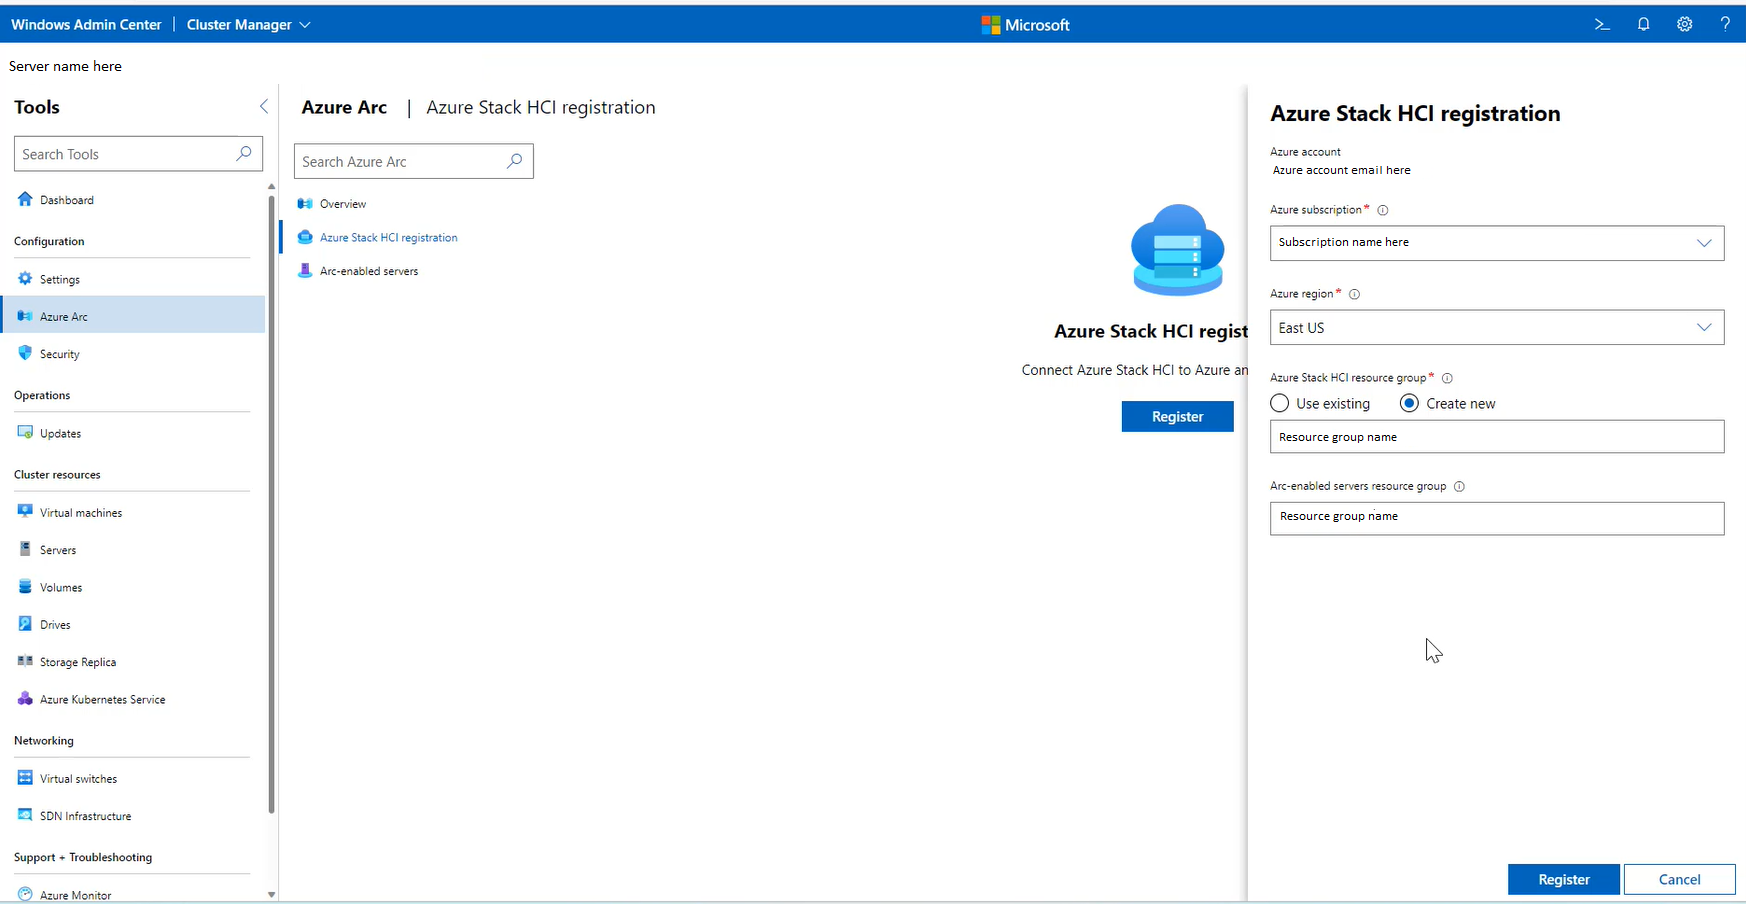 Windows Admin Center | Cluster Manager
Microsoft
?
Server name here
Tools
Search Tools
Dashboard
Configuration
Settings
Azure Arc
Security
Operations
Updates
Cluster resources
Virtual machines
Servers
Volumes
Drives
Storage Replica
Azure Kubernetes Service
Networking
Virtual switches
SDN Infrastructure
Support + Troubleshooting
Azure Monitor
Azure Arc | Azure Stack HCI registration
Search Azure Arc
Overview
Azure Stack HCI registration
Arc-enabled servers
Azure Stack HCI regist
Connect Azure Stack HCI to Azure an
Register
Azure Stack HCI registration
Azure account
Azure account email here
Azure subscription*
Subscription name here
Azure region*
East US
Azure Stack HCI resource group*
Use existing
Create new
Resource group name
Arc-enabled servers resource group
Resource group name
Register
Cancel